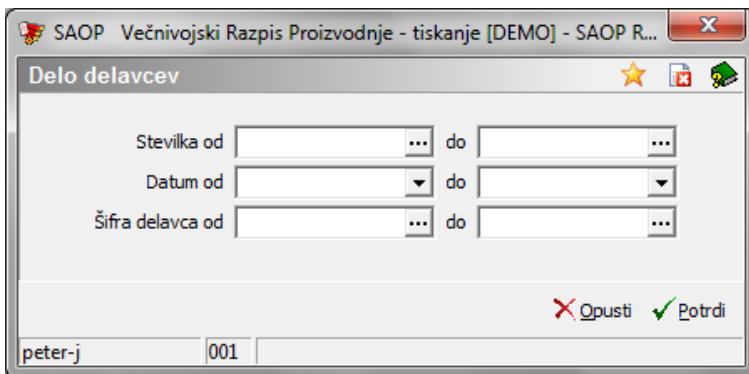 SAOP Večnivojski Razpis Proizvodnje - tiskanje [DEMO] - SAOP R...
Delo delavcev
Stevilka od ... do ...
Datum od do
Šifra delavca od ... do ...
Opusti Potrdi
peter-j 001